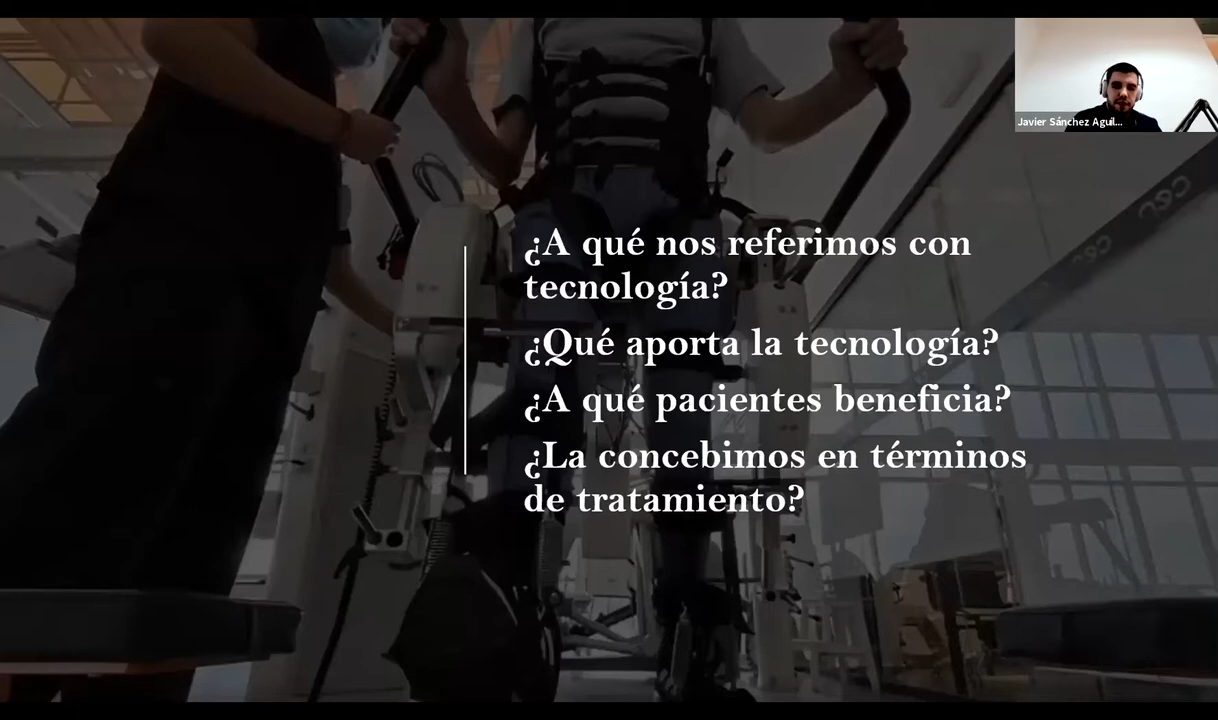 Javier Sánchez Aguil...
¿A qué nos referimos con
tecnología?
¿Qué aporta la tecnología?
¿A qué pacientes beneficia?
¿La concebimos en términos
de tratamiento?